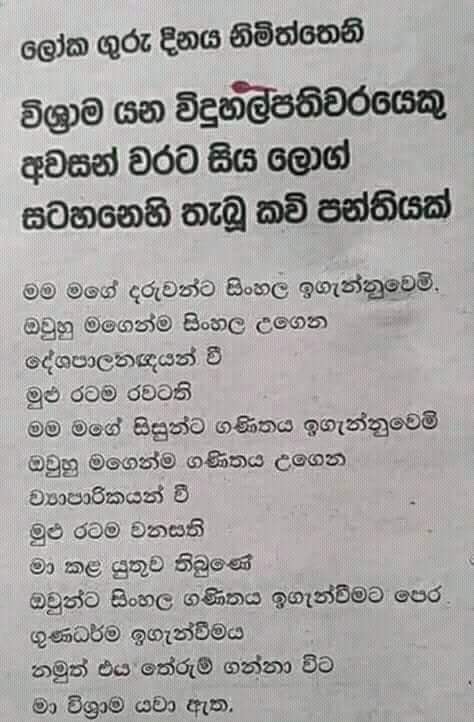 ලෝක ගුරු දිනය නිමිත්තෙනි
විශ්‍රාම යන විදුහල්පතිවරයෙකු
අවසන් වරට සිය ලොග්
සටහනෙහි තැබූ කවි පන්තියක්
මම මගේ දරුවන්ට සිංහල ඉගැන්නුවෙමි.
ඔවුහු මගෙන්ම සිංහල උගෙන
දේශපාලනඥයන් වී
මුළු රටම රවටති
මම මගේ සිසුන්ට ගණිතය ඉගැන්නුවෙමි
ඔවුහු මගෙන්ම ගණිතය උගෙන
ව්‍යාපාරිකයන් වී
මුළු රටම වනසති
මා කළ යුතුව තිබුණේ
ඔවුන්ට සිංහල ගණිතය ඉගැන්වීමට පෙර
ගුණධර්ම ඉගැන්වීමය
නමුත් එය තේරුම් ගන්නා විට
මා විශ්‍රාම යවා ඇත.